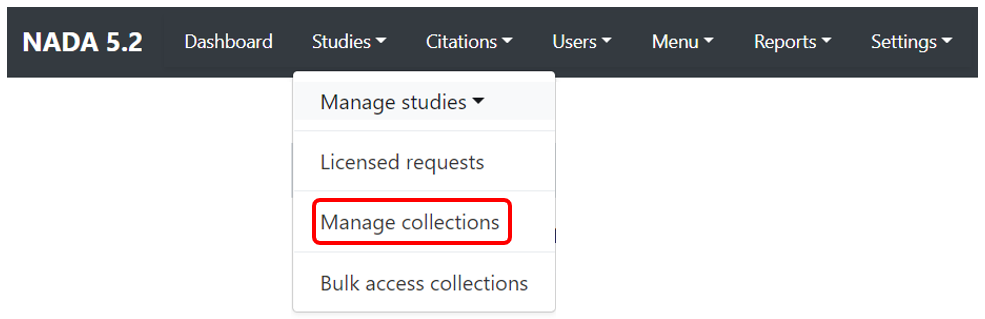 NADA 5.2 Dashboard Studies Citations Users Menu Reports Settings
Manage studies
Licensed requests
Manage collections
Bulk access collections